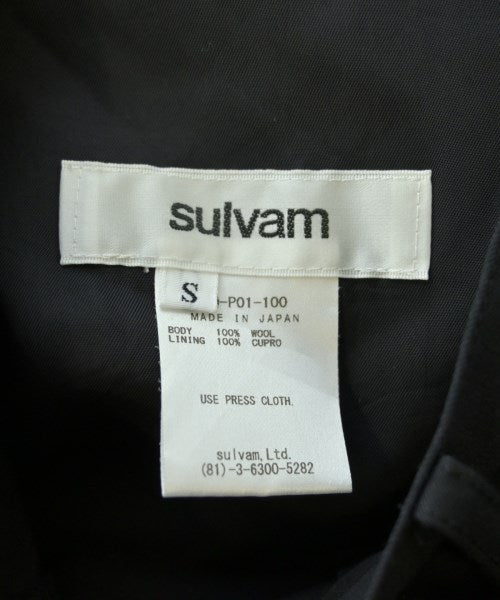 sulvam
S
-P01-100
MADE IN JAPAN
BODY 100% WOOL
LINING 100% CUPRO
USE PRESS CLOTH.
sulvam, Ltd.
(81)-3-6300-5282